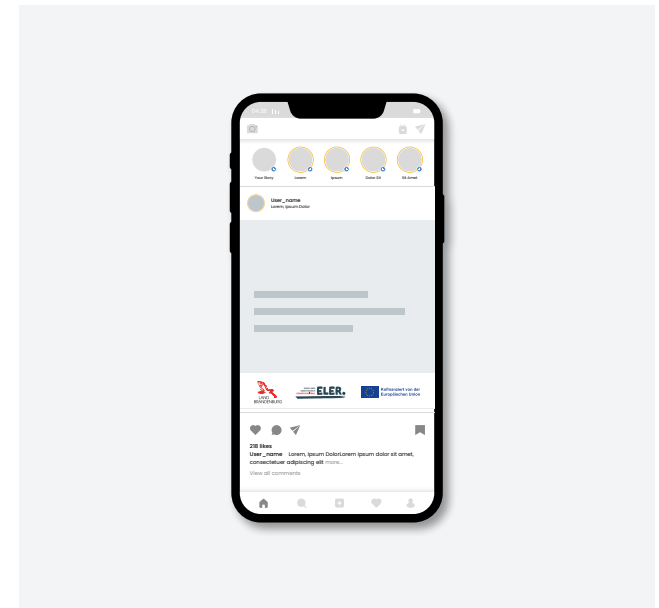 Your Story
Lorem
Ipsum
Dolor Sit
Sit Amet
User_name
Lorem, Ipsum Dolor
LAND
BRANDENBURG
ELER.
Kofinanziert von der
Europäischen Union
218 likes
User_name Lorem, Ipsum DolorLorem ipsum dolor sit amet,
consectetuer adipiscing elit more...
View all comments